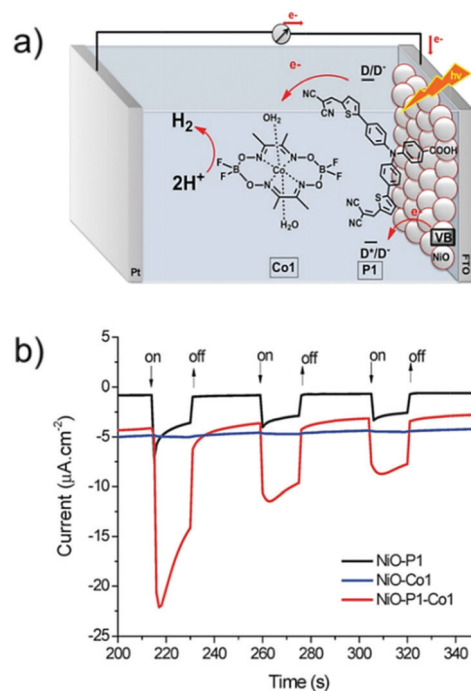 a)
e-
e-
D/D-
hν
e-
NC CN
CN
S
H2
OH2
2H+
F
F
B
O
N
N
O
B
F
F
Co
O
N
N
O
H2O
N
COOH
NC CN
CN
S
e-
VB
NiO
D*/D-
Pt
Co1
P1
FTO
b)
5
0
-5
-10
-15
-20
-25
on off on off on off
Current (μA.cm-2)
NiO-P1
NiO-Co1
NiO-P1-Co1
200 220 240 260 280 300 320 340
Time (s)